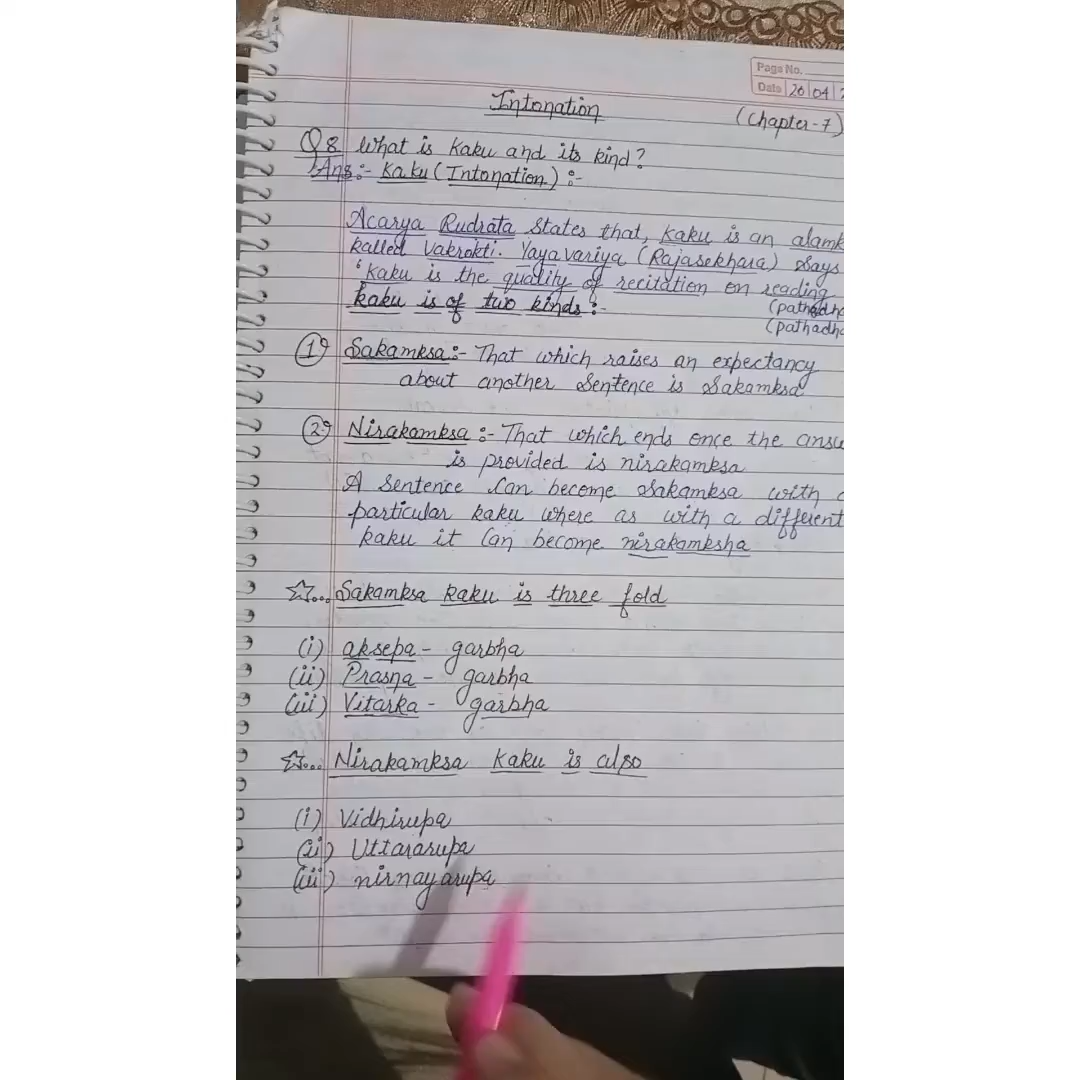 Page No.
Date 20 04
Intonation
(Chapter-7)
Q 8 What is Kaku and its kind?
Ans:- Kaku (Intonation) :-
Acarya Rudrata states that, kaku is an alamk
kalled Vakrokti. Yayavariya (Rajasekhara) says
'kaku is the quality of recitation on reading
(pathadha
kaku is of two kinds :-
(pathadha
1) Sakamksa :- That which raises an expectancy
about another sentence is sakamksa
2) Nirakamksa :- That which ends once the answ
is provided is nirakamksa
A sentence can become sakamksa with a
particular kaku where as with a different
kaku it can become nirakamksha
☆... Sakamksa kaku is three fold
(i) aksepa - garbha
(ii) Prasna - garbha
(iii) Vitarka - garbha
☆... Nirakamksa Kaku is also
(i) Vidhirupa
(ii) Uttararupa
(iii) nirnayarupa